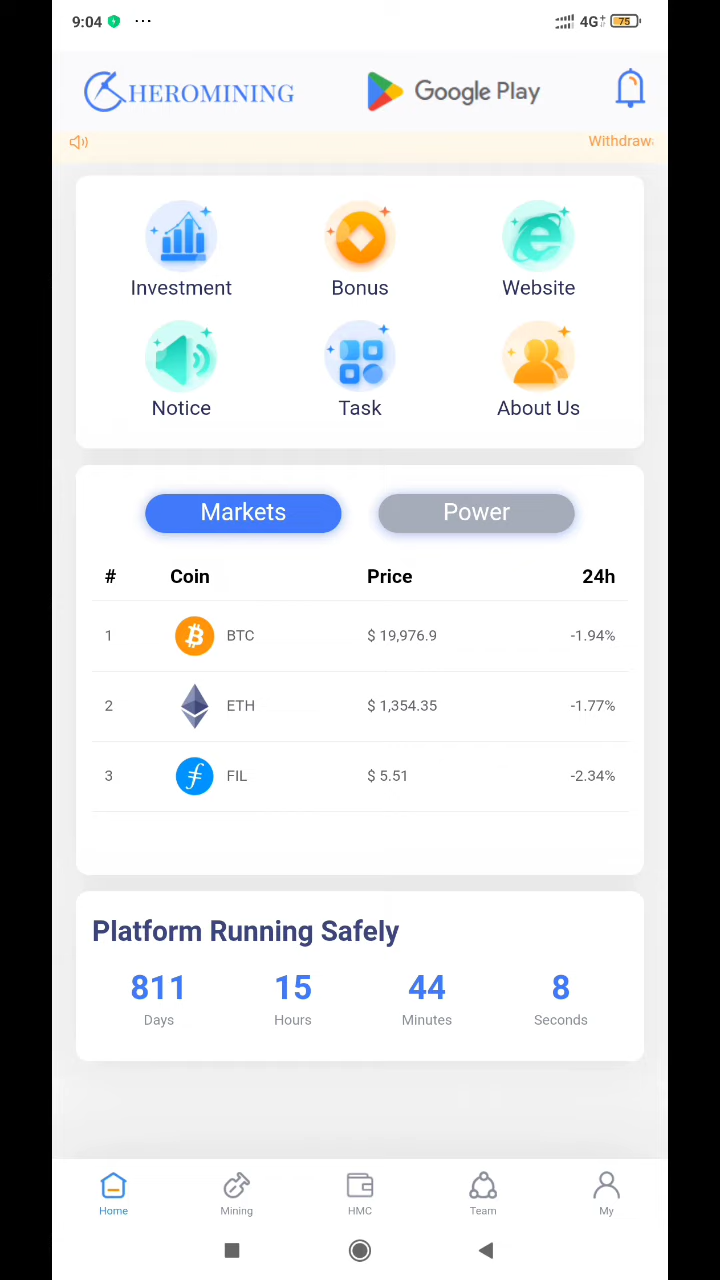 9:04 ··· 4G+ 75
HEROMINING Google Play
Withdrawa
Investment Bonus Website
Notice Task About Us
Markets Power
# Coin Price 24h
1 BTC $ 19,976.9 -1.94%
2 ETH $ 1,354.35 -1.77%
3 FIL $ 5.51 -2.34%
Platform Running Safely
811 15 44 8
Days Hours Minutes Seconds
Home Mining HMC Team My